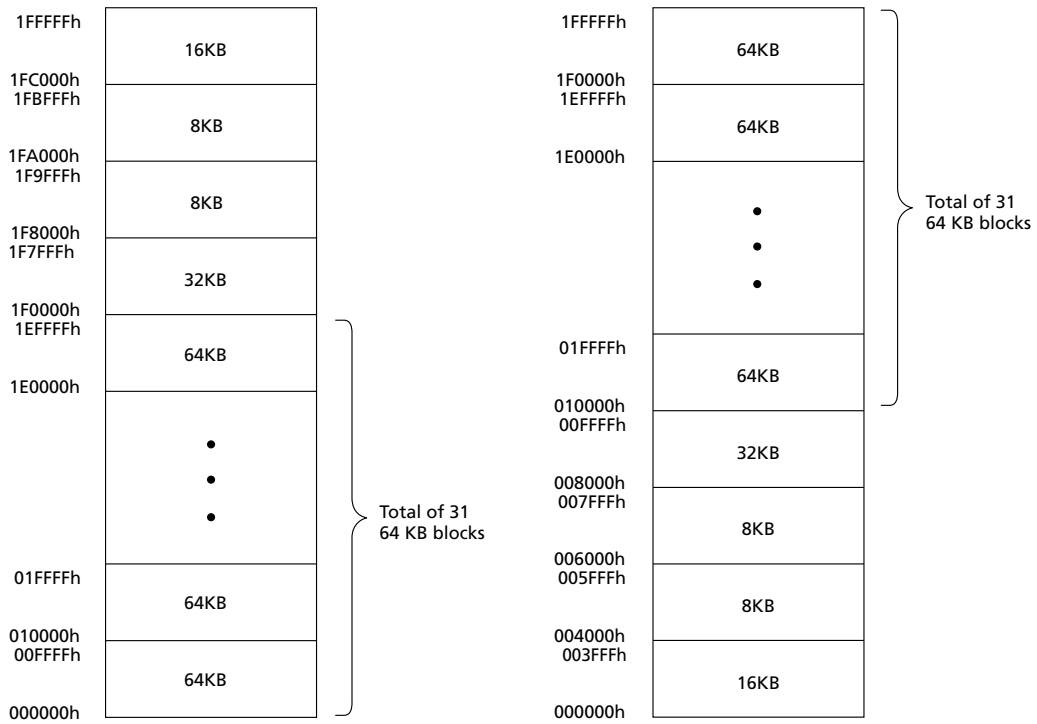 1FFFFFh
16KB
1FC000h
1FBFFFh
8KB
1FA000h
1F9FFFh
8KB
1F8000h
1F7FFFh
32KB
1F0000h
1EFFFFh
64KB
1E0000h
Total of 31
64 KB blocks
01FFFFh
64KB
010000h
00FFFFh
64KB
000000h
1FFFFFh
64KB
1F0000h
1EFFFFh
64KB
1E0000h
Total of 31
64 KB blocks
01FFFFh
64KB
010000h
00FFFFh
32KB
008000h
007FFFh
8KB
006000h
005FFFh
8KB
004000h
003FFFh
16KB
000000h